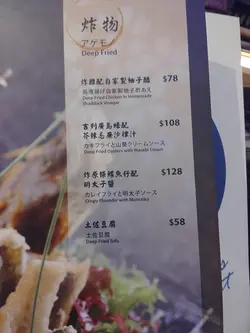 炸物
アゲモノ
Deep Fried
炸雞配自家製柚子醋 $78
Deep Fried Chicken in Homemade
Shaddock Vinegar
吉列廣島蠔配 $108
芥辣毛廉沙律汁
カキフライと山葵クリームソース
Deep Fried Oysters with Wasabi Cream
炸原條鰈魚仔配 $128
明太子醬
カレイフライと明太子ソース
Crispy Flounder with Mentaiko
土佐豆腐 $58
土佐豆腐
Deep Fried Tofu